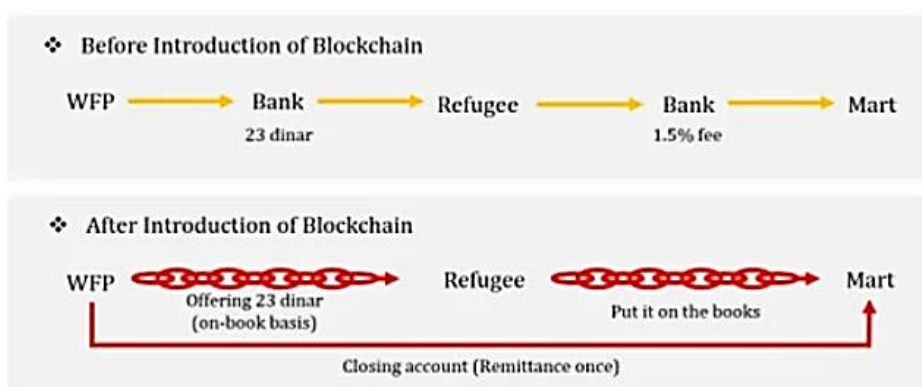 ❖ Before Introduction of Blockchain
WFP Bank Refugee Bank Mart
23 dinar 1.5% fee
❖ After Introduction of Blockchain
WFP Refugee Mart
Offering 23 dinar
(on-book basis)
Put it on the books
Closing account (Remittance once)